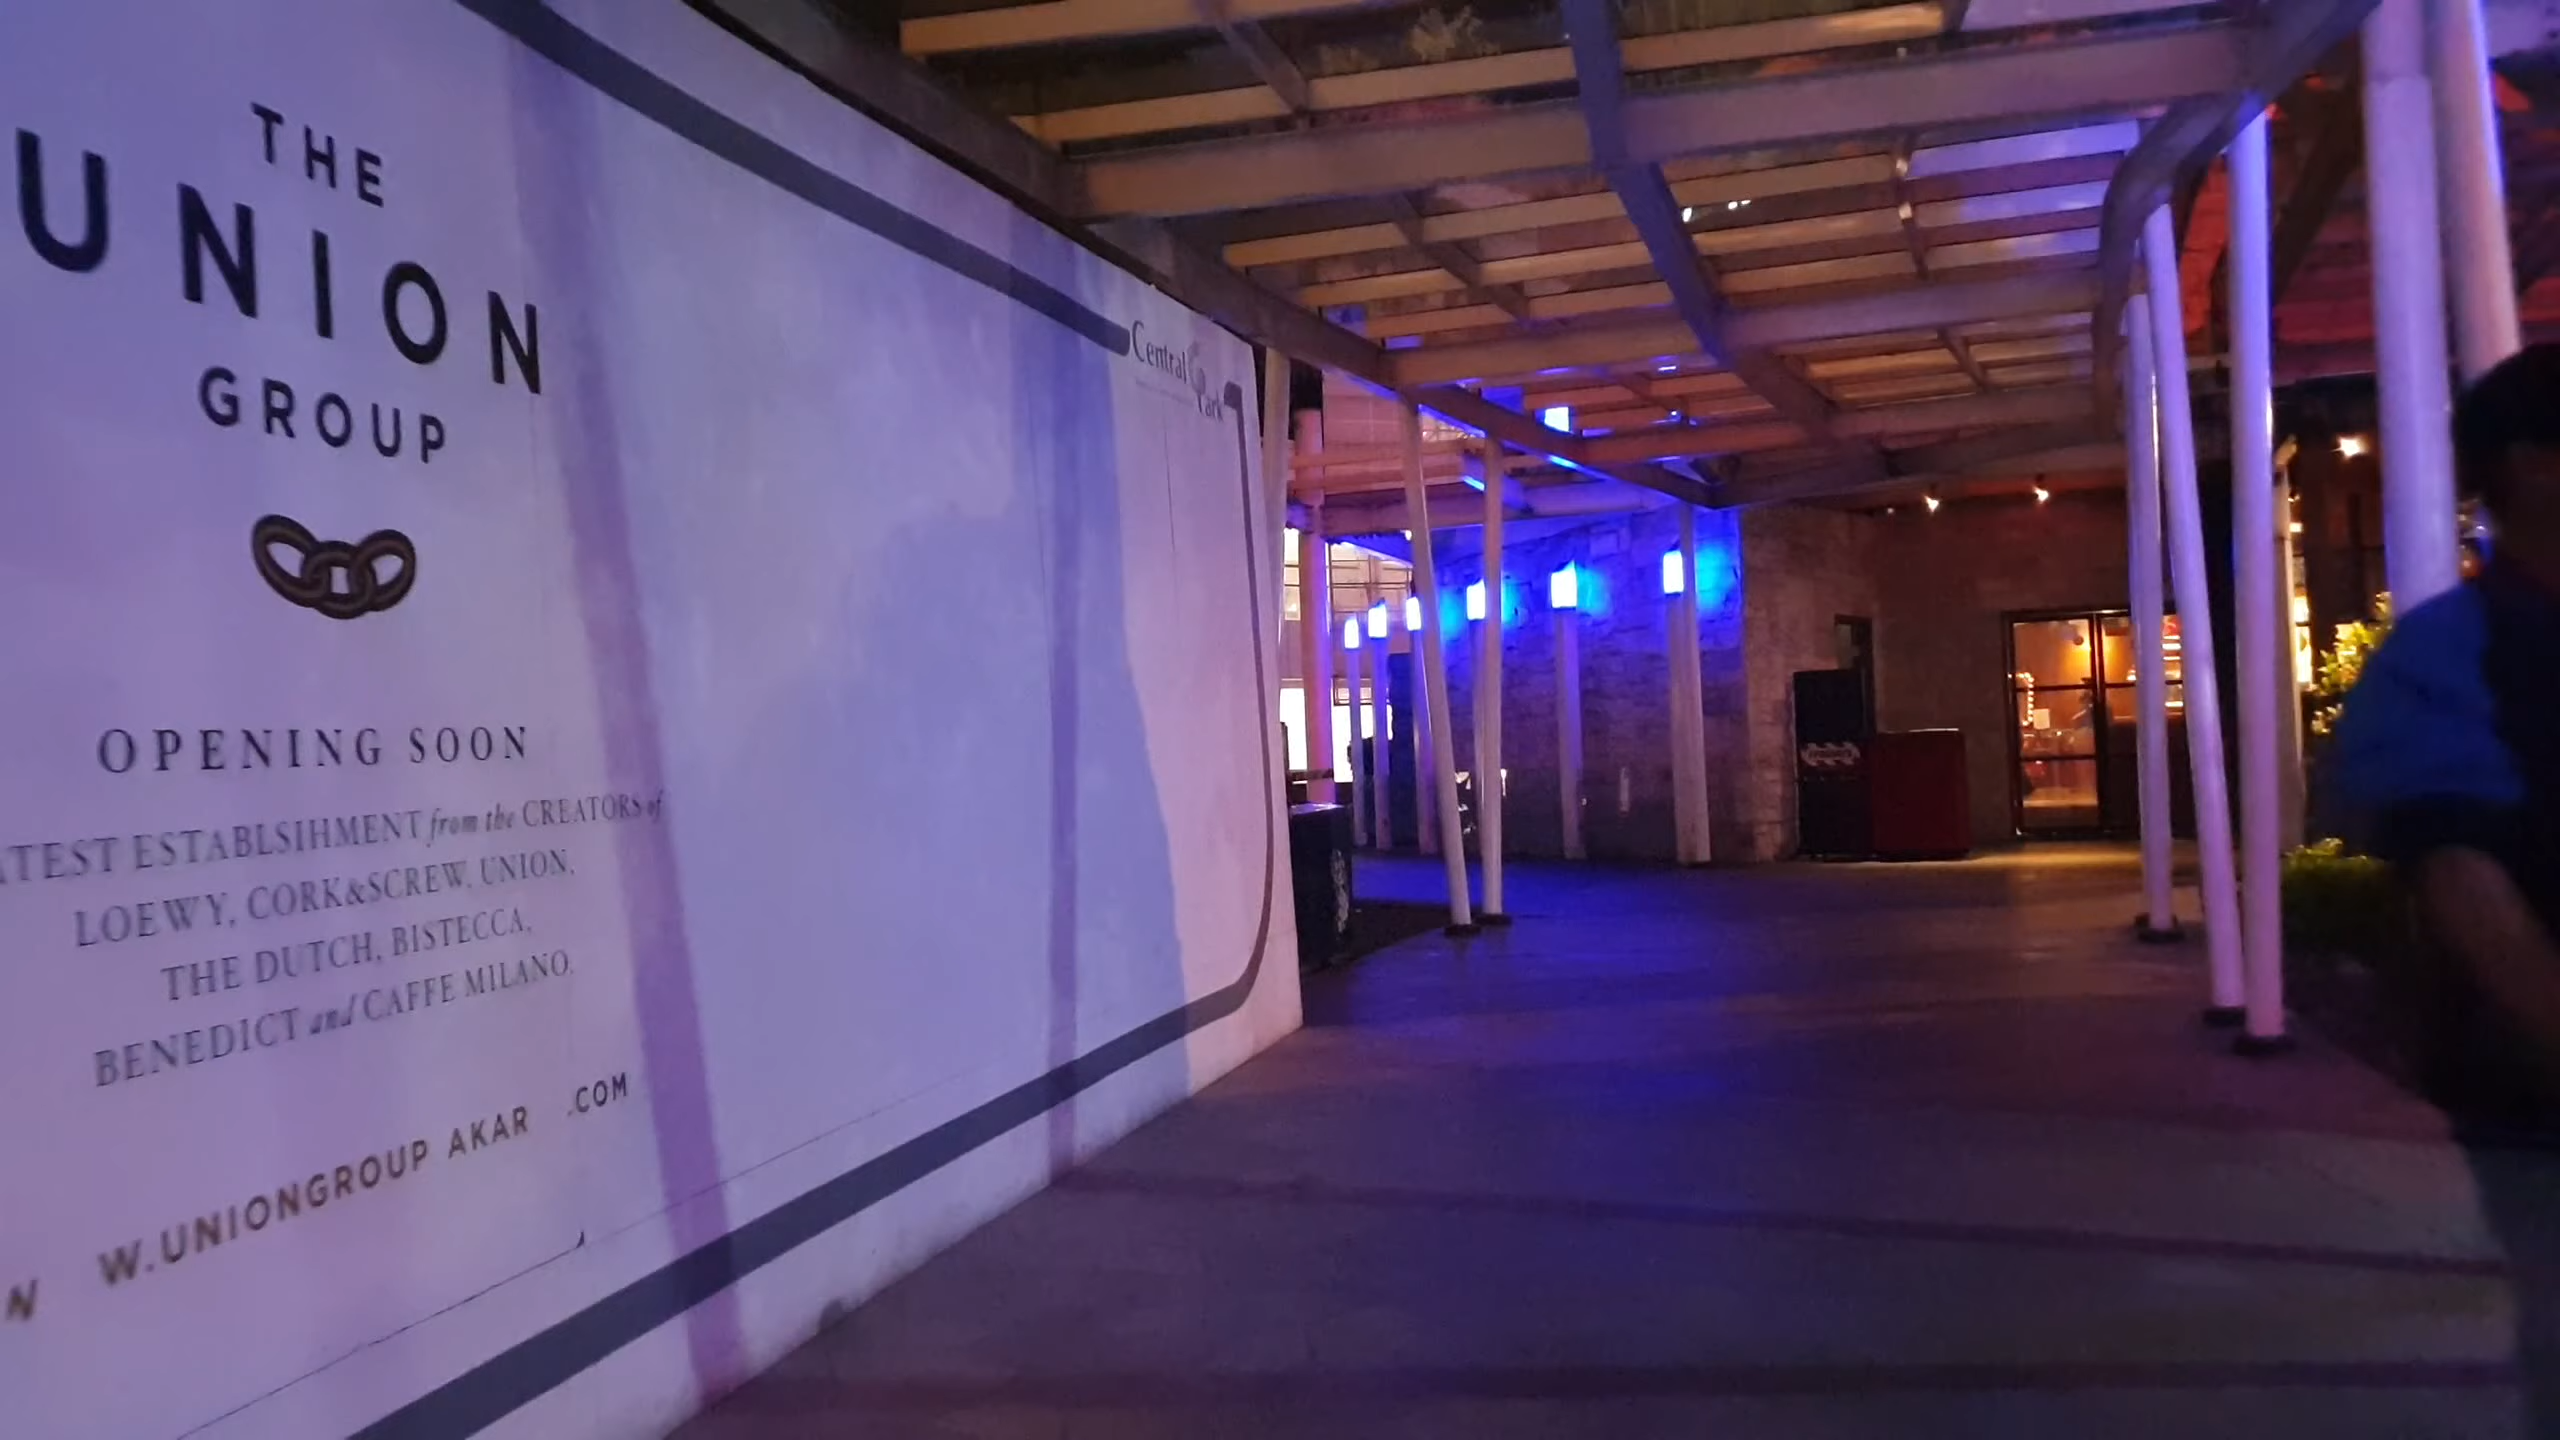 THE
UNION
GROUP
Central
Park
OPENING SOON
ATEST ESTABLSIHMENT from the CREATORS of
LOEWY, CORK&SCREW, UNION,
THE DUTCH, BISTECCA,
BENEDICT and CAFFE MILANO.
W.UNIONGROUP AKAR .COM
N